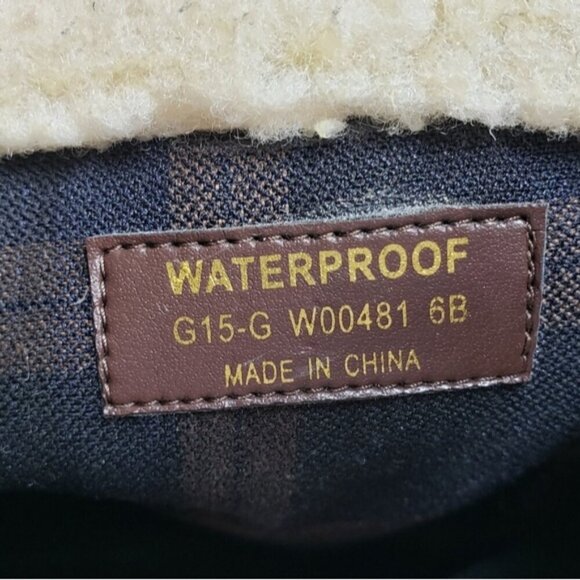 WATERPROOF
G15-G W00481 6B
MADE IN CHINA